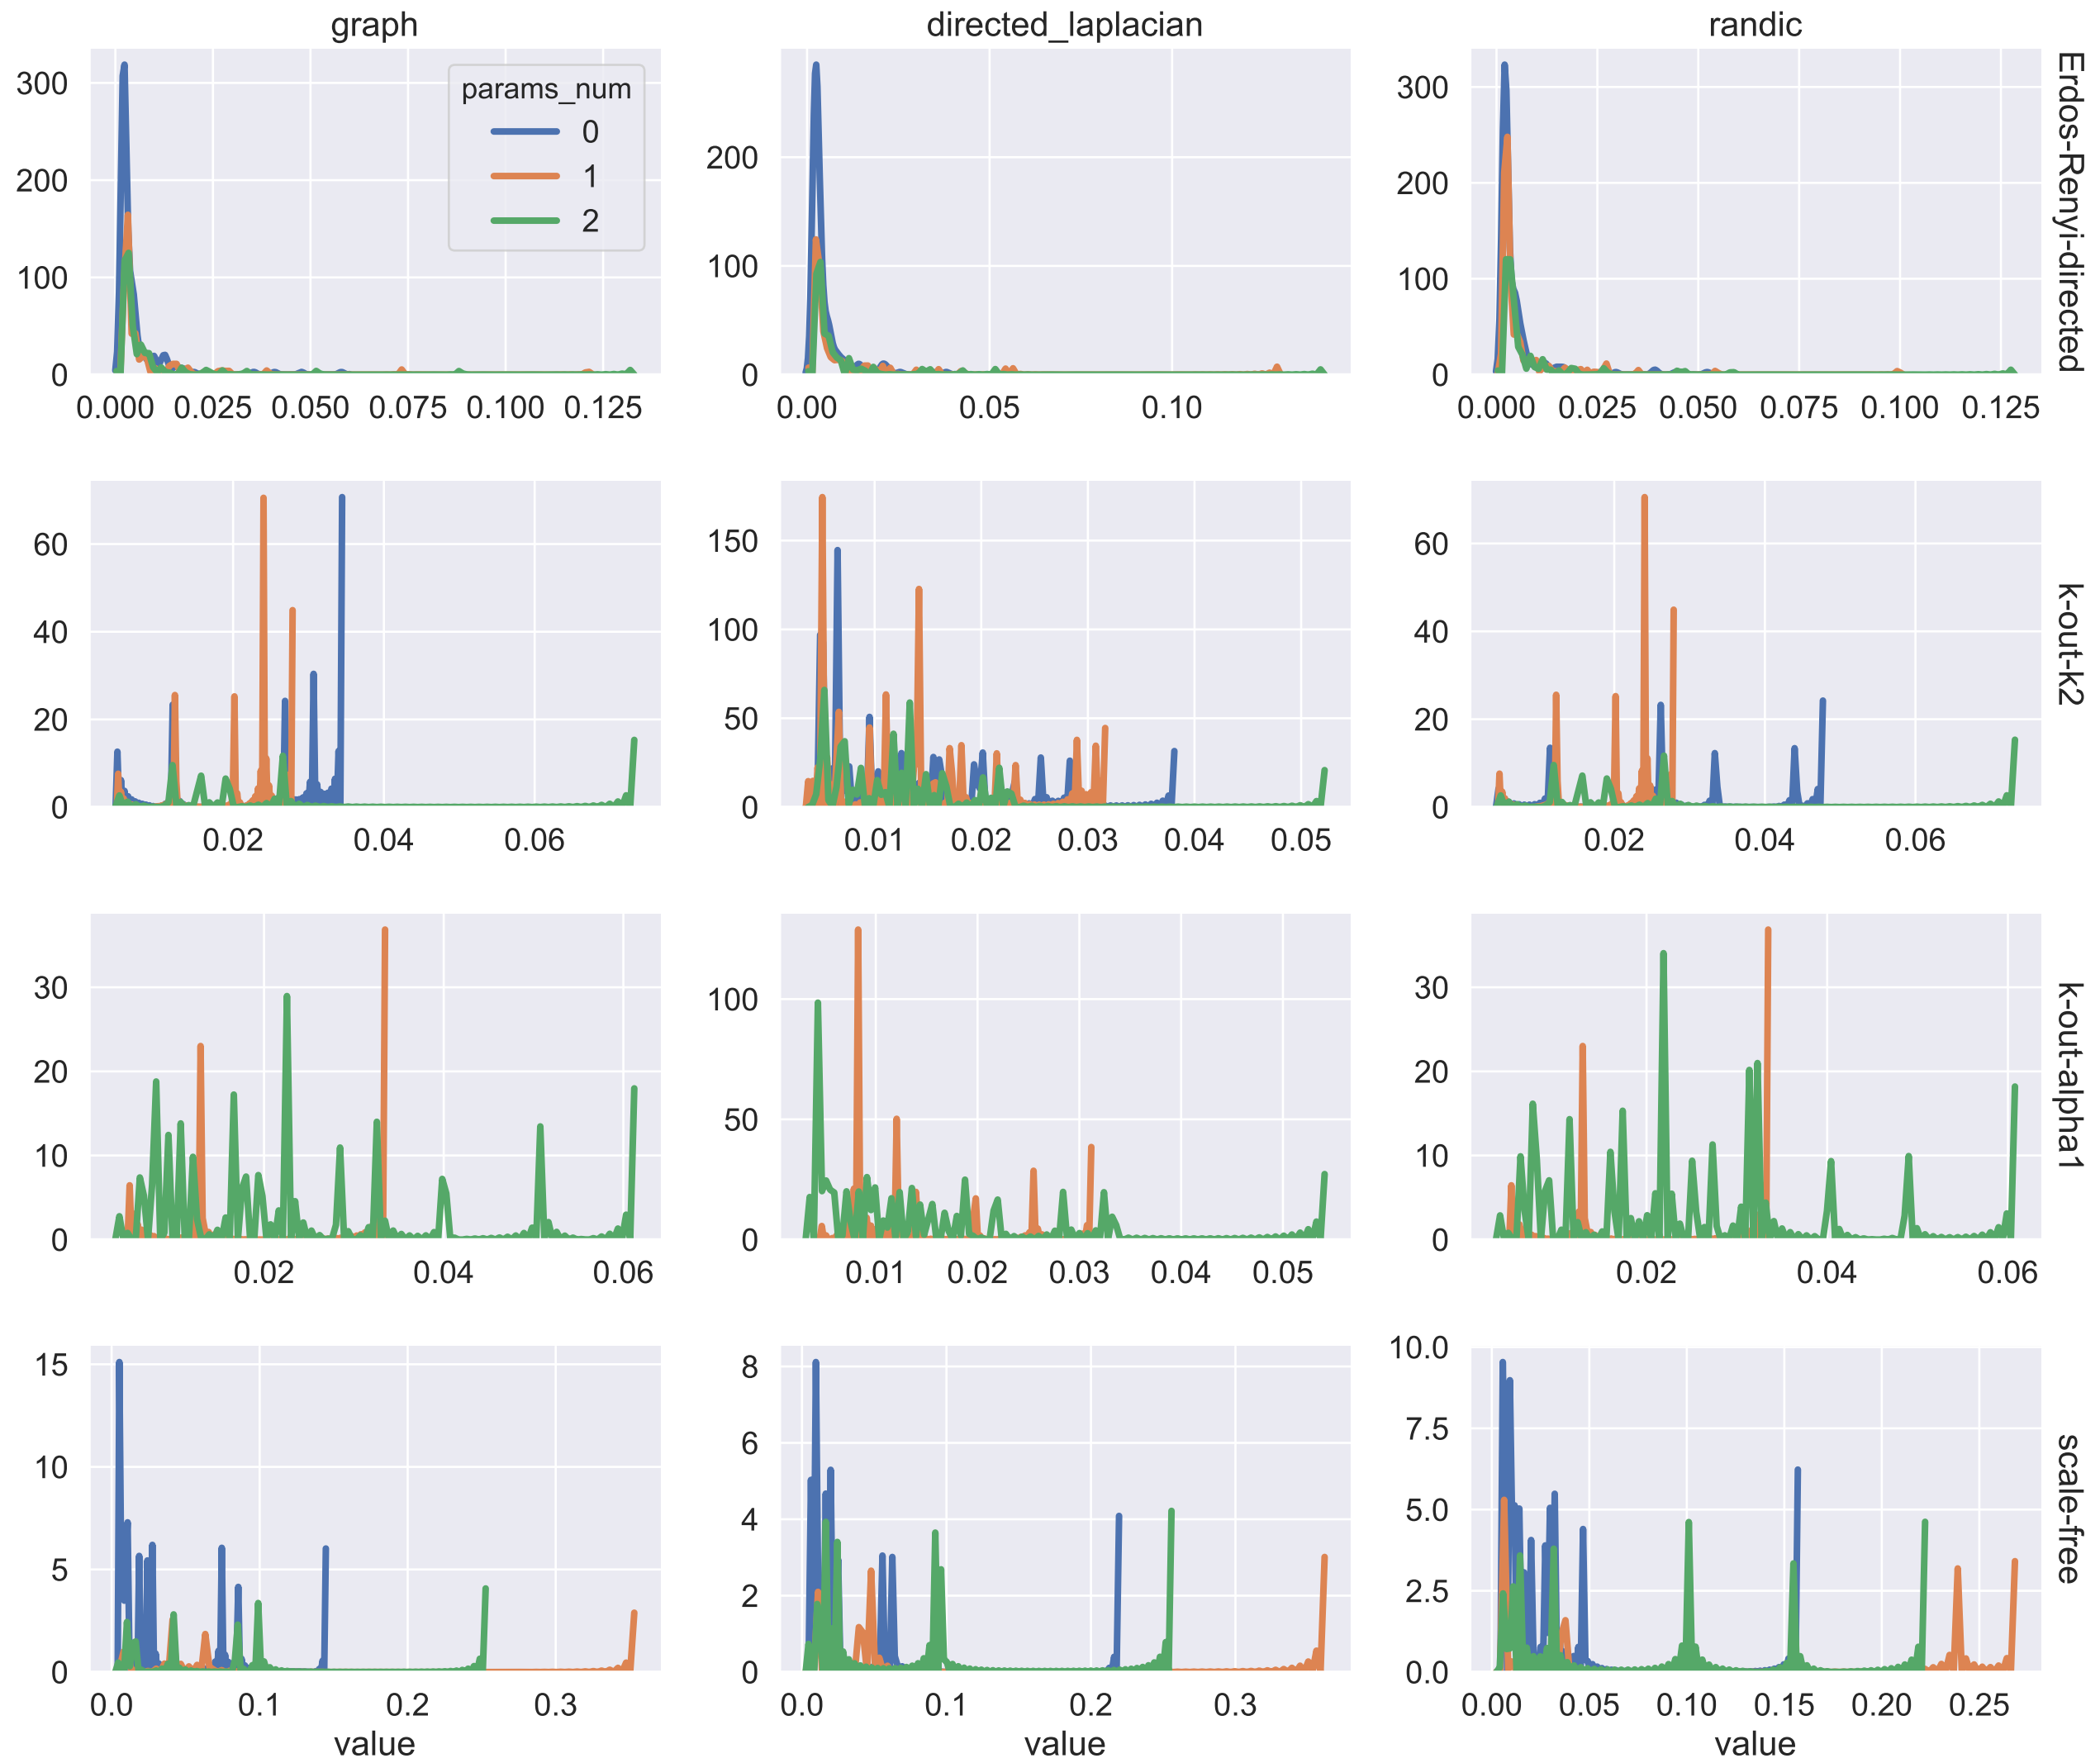 graph directed_laplacian randic
300 200 100 0
params_num
0
1
2
200 100 0
300 200 100 0
Erdos-Renyi-directed
0.000 0.025 0.050 0.075 0.100 0.125
0.00 0.05 0.10
0.000 0.025 0.050 0.075 0.100 0.125
60 40 20 0
150 100 50 0
60 40 20 0
k-out-k2
0.02 0.04 0.06
0.01 0.02 0.03 0.04 0.05
0.02 0.04 0.06
30 20 10 0
100 50 0
30 20 10 0
k-out-alpha1
0.02 0.04 0.06
0.01 0.02 0.03 0.04 0.05
0.02 0.04 0.06
15 10 5 0
8 6 4 2 0
10.0 7.5 5.0 2.5 0.0
scale-free
0.0 0.1 0.2 0.3
0.0 0.1 0.2 0.3
0.00 0.05 0.10 0.15 0.20 0.25
value value value